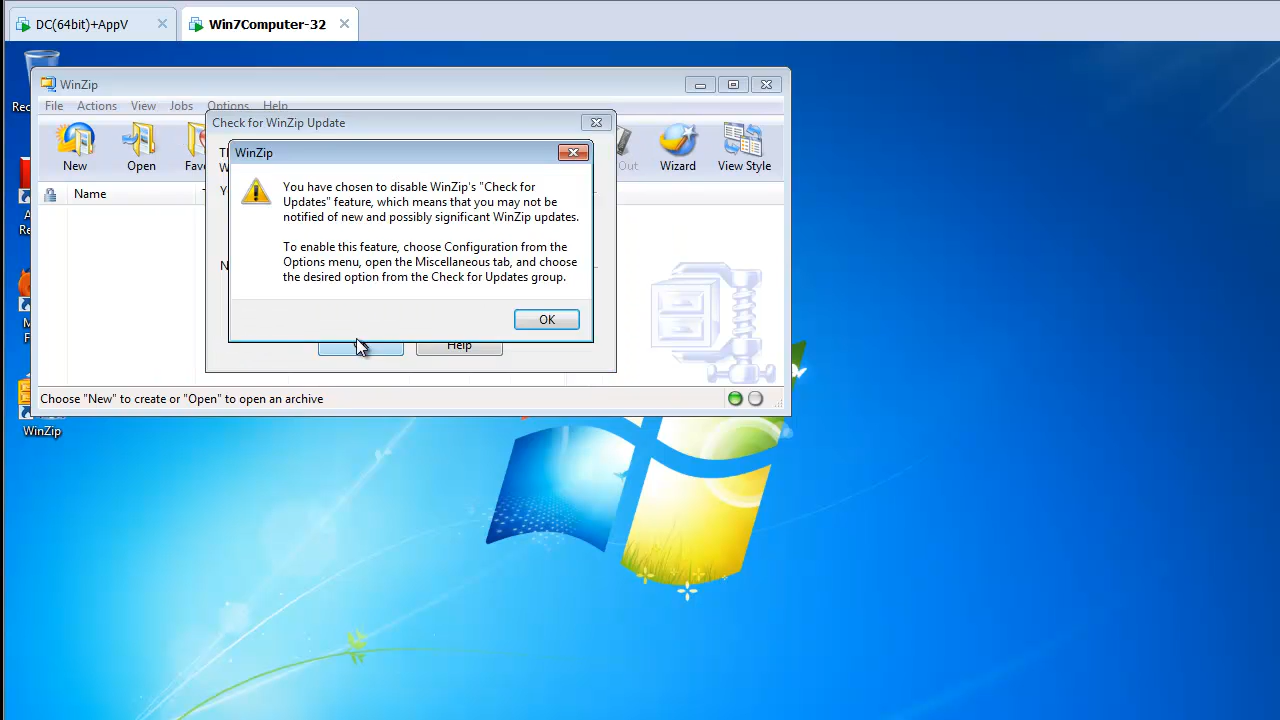 DC(64bit)+AppV
Win7Computer-32
WinZip
File Actions View Jobs Options Help
Check for WinZip Update
WinZip
New
Open
Wizard
View Style
Name
You have chosen to disable WinZip's "Check for
Updates" feature, which means that you may not be
notified of new and possibly significant WinZip updates.
To enable this feature, choose Configuration from the
Options menu, open the Miscellaneous tab, and choose
the desired option from the Check for Updates group.
OK
Help
Choose "New" to create or "Open" to open an archive
WinZip